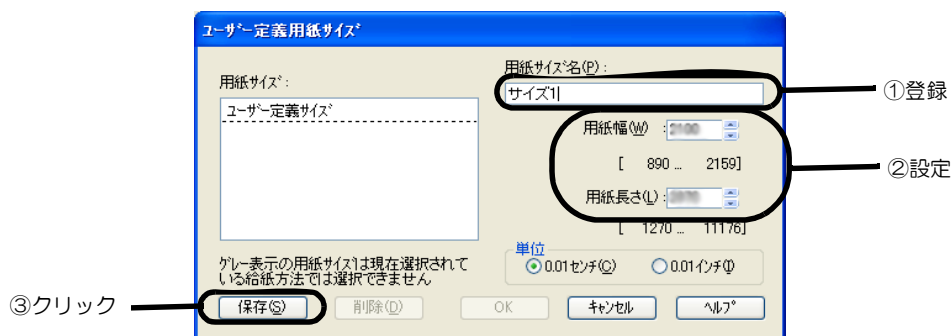 ユーザー定義用紙サイズ
用紙サイズ:
ユーザー定義サイズ
用紙サイズ名(P):
サイズ1
①登録
用紙幅(W) :
[ 890 ... 2159]
②設定
用紙長さ(L) :
[ 1270 ... 11176]
単位
0.01センチ(C) 0.01インチ(I)
グレー表示の用紙サイズは現在選択されて
いる給紙方法では選択できません
③クリック
保存(S) 削除(D) OK キャンセル ヘルプ